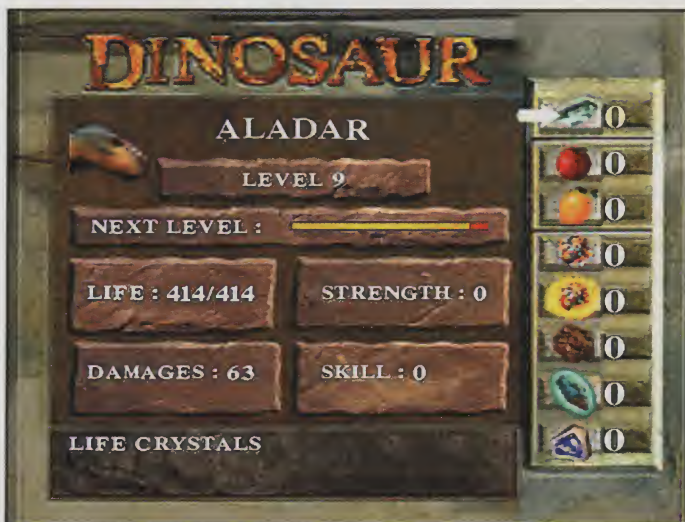 DINOSAUR
ALADAR
LEVEL 9
NEXT LEVEL :
LIFE : 414/414
STRENGTH : 0
DAMAGES : 63
SKILL : 0
LIFE CRYSTALS
0
0
0
0
0
0
0
0